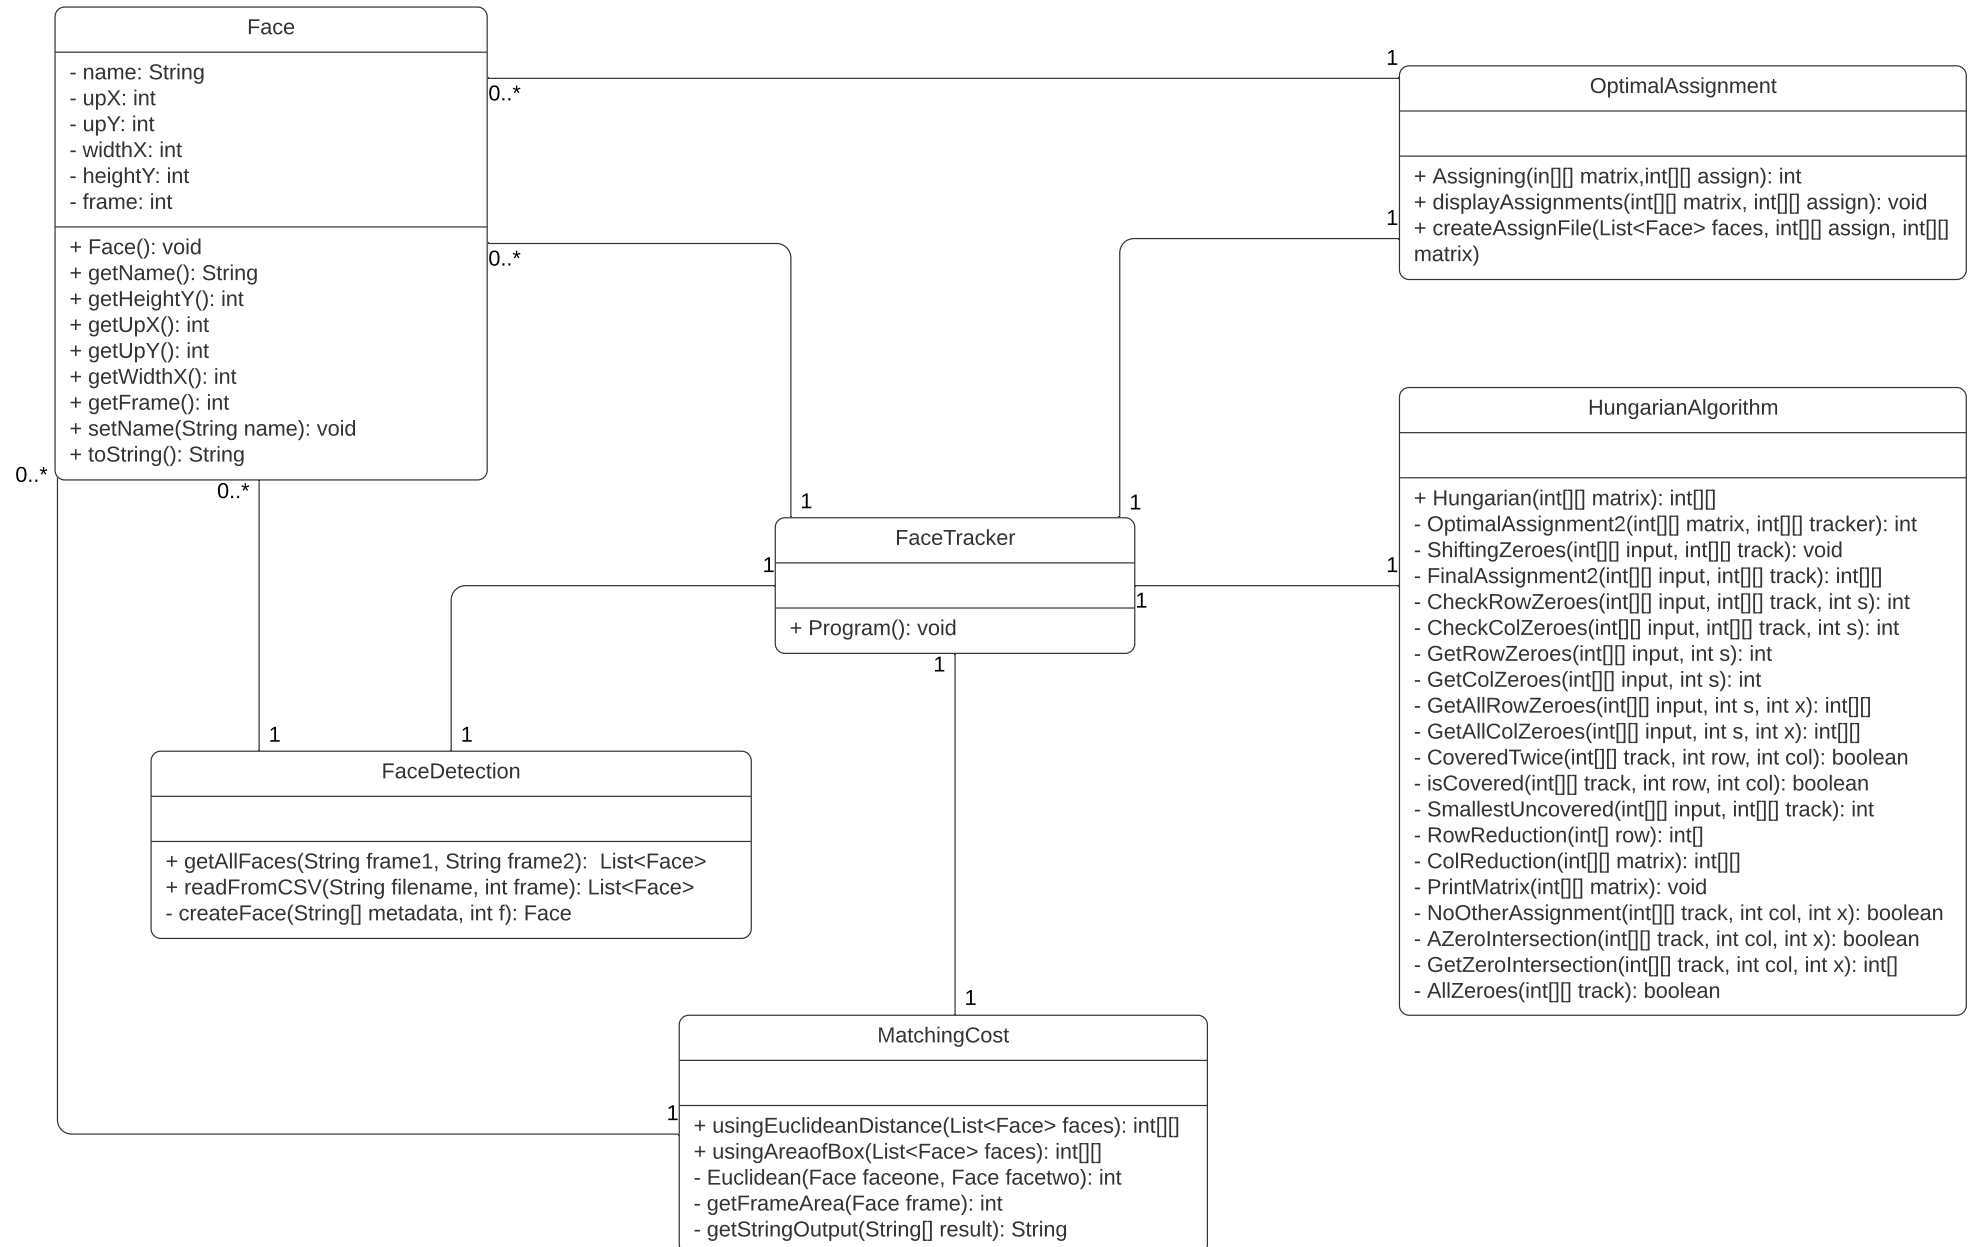 Face
- name: String
- upX: int
- upY: int
- widthX: int
- heightY: int
- frame: int
+ Face(): void
+ getName(): String
+ getHeightY(): int
+ getUpX(): int
+ getUpY(): int
+ getWidthX(): int
+ getFrame(): int
+ setName(String name): void
+ toString(): String
0..*
0..*
0..*
0..*
1
OptimalAssignment
+ Assigning(in[][] matrix,int[][] assign): int
+ displayAssignments(int[][] matrix, int[][] assign): void
+ createAssignFile(List<Face> faces, int[][] assign, int[][]
matrix)
1
1
1
FaceTracker
+ Program(): void
1
1
1
1
HungarianAlgorithm
+ Hungarian(int[][] matrix): int[][]
- OptimalAssignment2(int[][] matrix, int[][] tracker): int
- ShiftingZeroes(int[][] input, int[][] track): void
- FinalAssignment2(int[][] input, int[][] track): int[][]
- CheckRowZeroes(int[][] input, int[][] track, int s): int
- CheckColZeroes(int[][] input, int[][] track, int s): int
- GetRowZeroes(int[][] input, int s): int
- GetColZeroes(int[][] input, int s): int
- GetAllRowZeroes(int[][] input, int s, int x): int[][]
- GetAllColZeroes(int[][] input, int s, int x): int[][]
- CoveredTwice(int[][] track, int row, int col): boolean
- isCovered(int[][] track, int row, int col): boolean
- SmallestUncovered(int[][] input, int[][] track): int
- RowReduction(int[] row): int[]
- ColReduction(int[][] matrix): int[][]
- PrintMatrix(int[][] matrix): void
- NoOtherAssignment(int[][] track, int col, int x): boolean
- AZeroIntersection(int[][] track, int col, int x): boolean
- GetZeroIntersection(int[][] track, int col, int x): int[]
- AllZeroes(int[][] track): boolean
1
1
FaceDetection
+ getAllFaces(String frame1, String frame2):  List<Face>
+ readFromCSV(String filename, int frame): List<Face>
- createFace(String[] metadata, int f): Face
1
1
MatchingCost
+ usingEuclideanDistance(List<Face> faces): int[][]
+ usingAreaofBox(List<Face> faces): int[][]
- Euclidean(Face faceone, Face facetwo): int
- getFrameArea(Face frame): int
- getStringOutput(String[] result): String